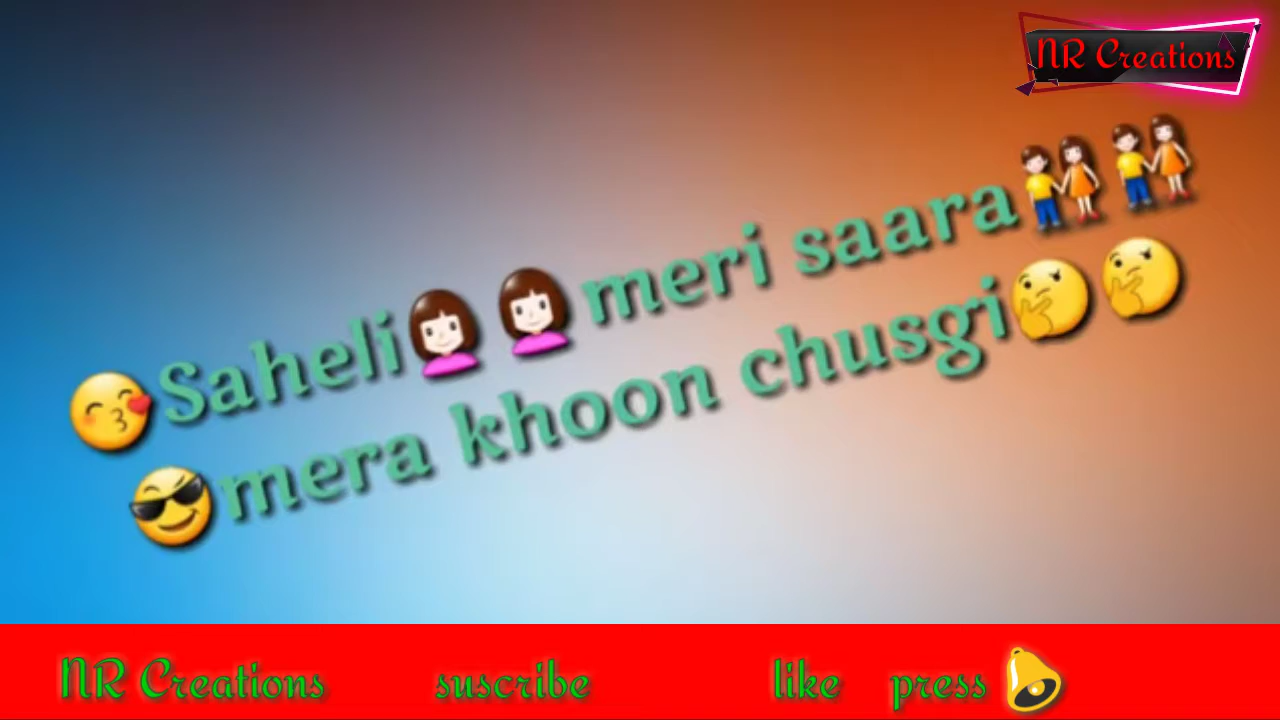 NR Creations
😙Saheli👩👩meri saara👫👫
😎mera khoon chusgi🤔🤔
NR Creations suscribe like press 🔔